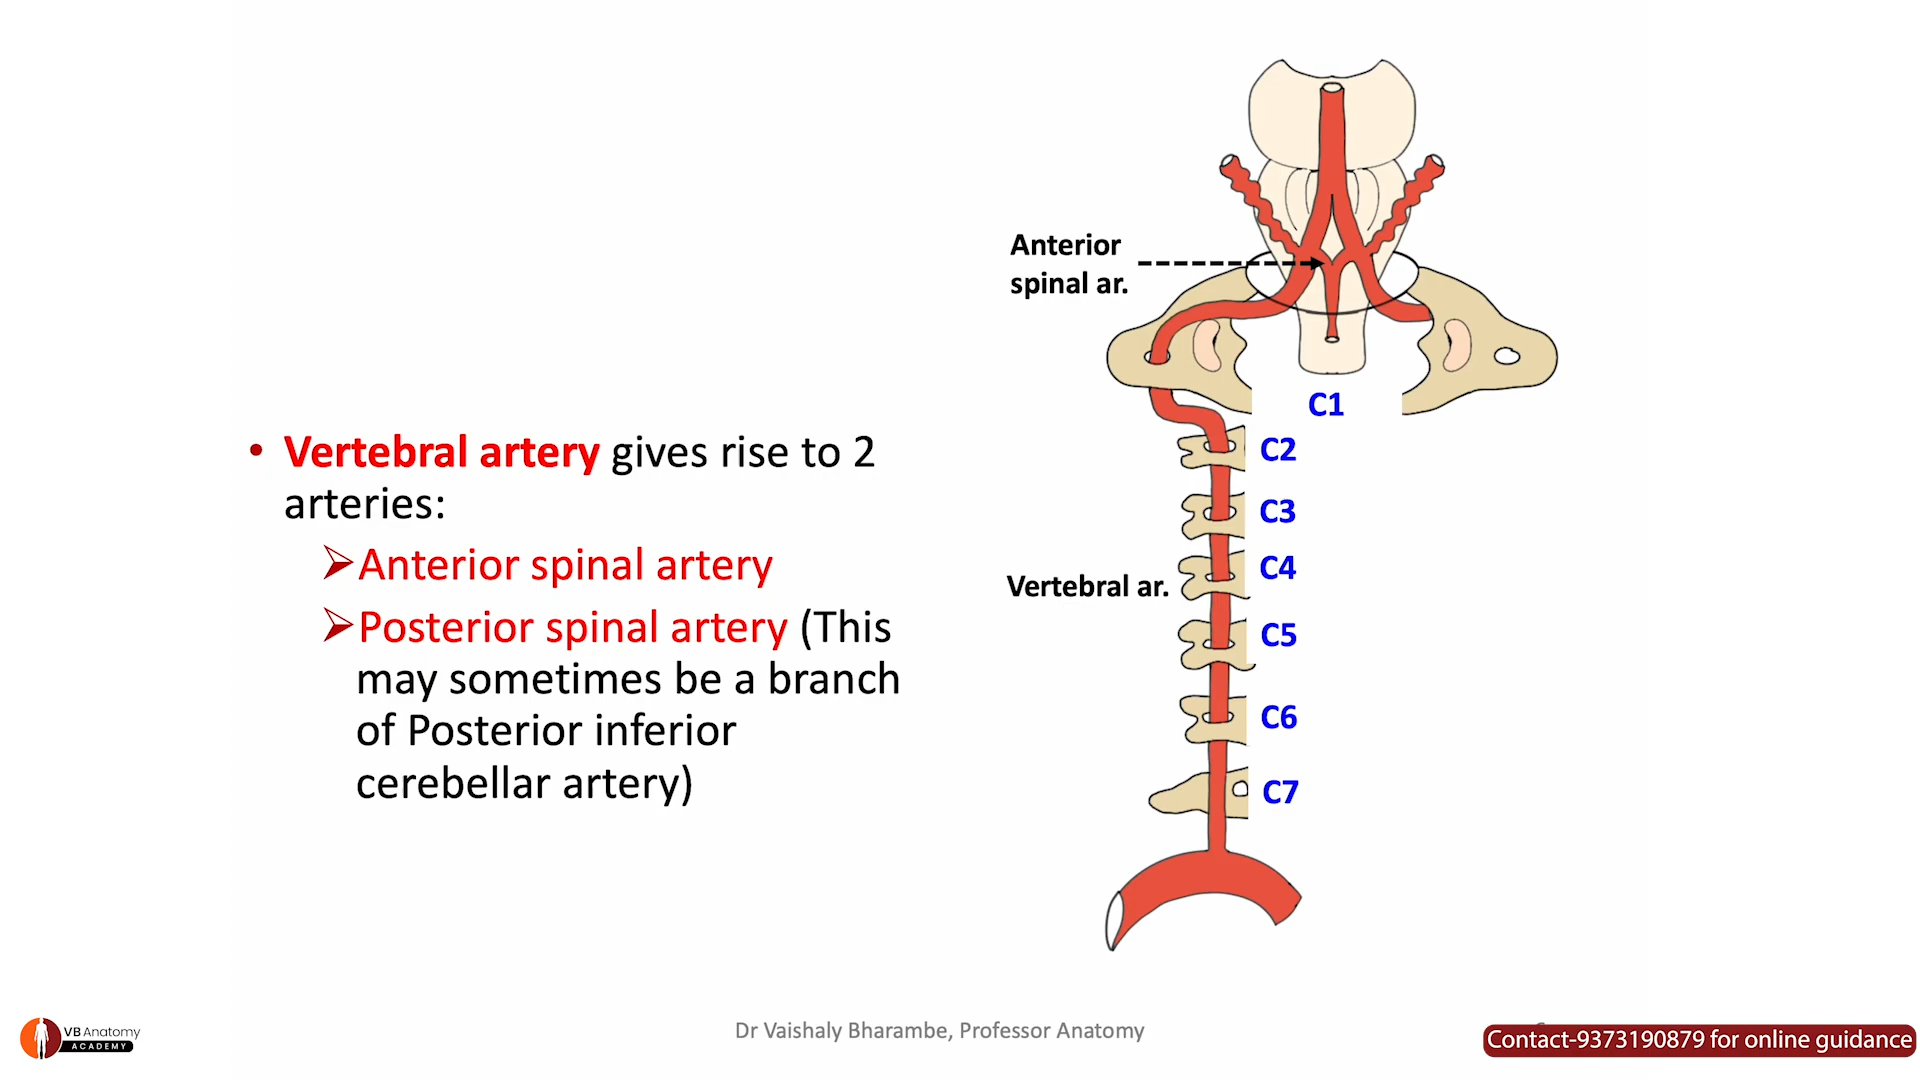 Anterior
spinal ar.
C1
C2
C3
C4
C5
C6
C7
Vertebral ar.
• Vertebral artery gives rise to 2
arteries:
➢Anterior spinal artery
➢Posterior spinal artery (This
may sometimes be a branch
of Posterior inferior
cerebellar artery)
VB Anatomy
ACADEMY
Dr Vaishaly Bharambe, Professor Anatomy
Contact-9373190879 for online guidance